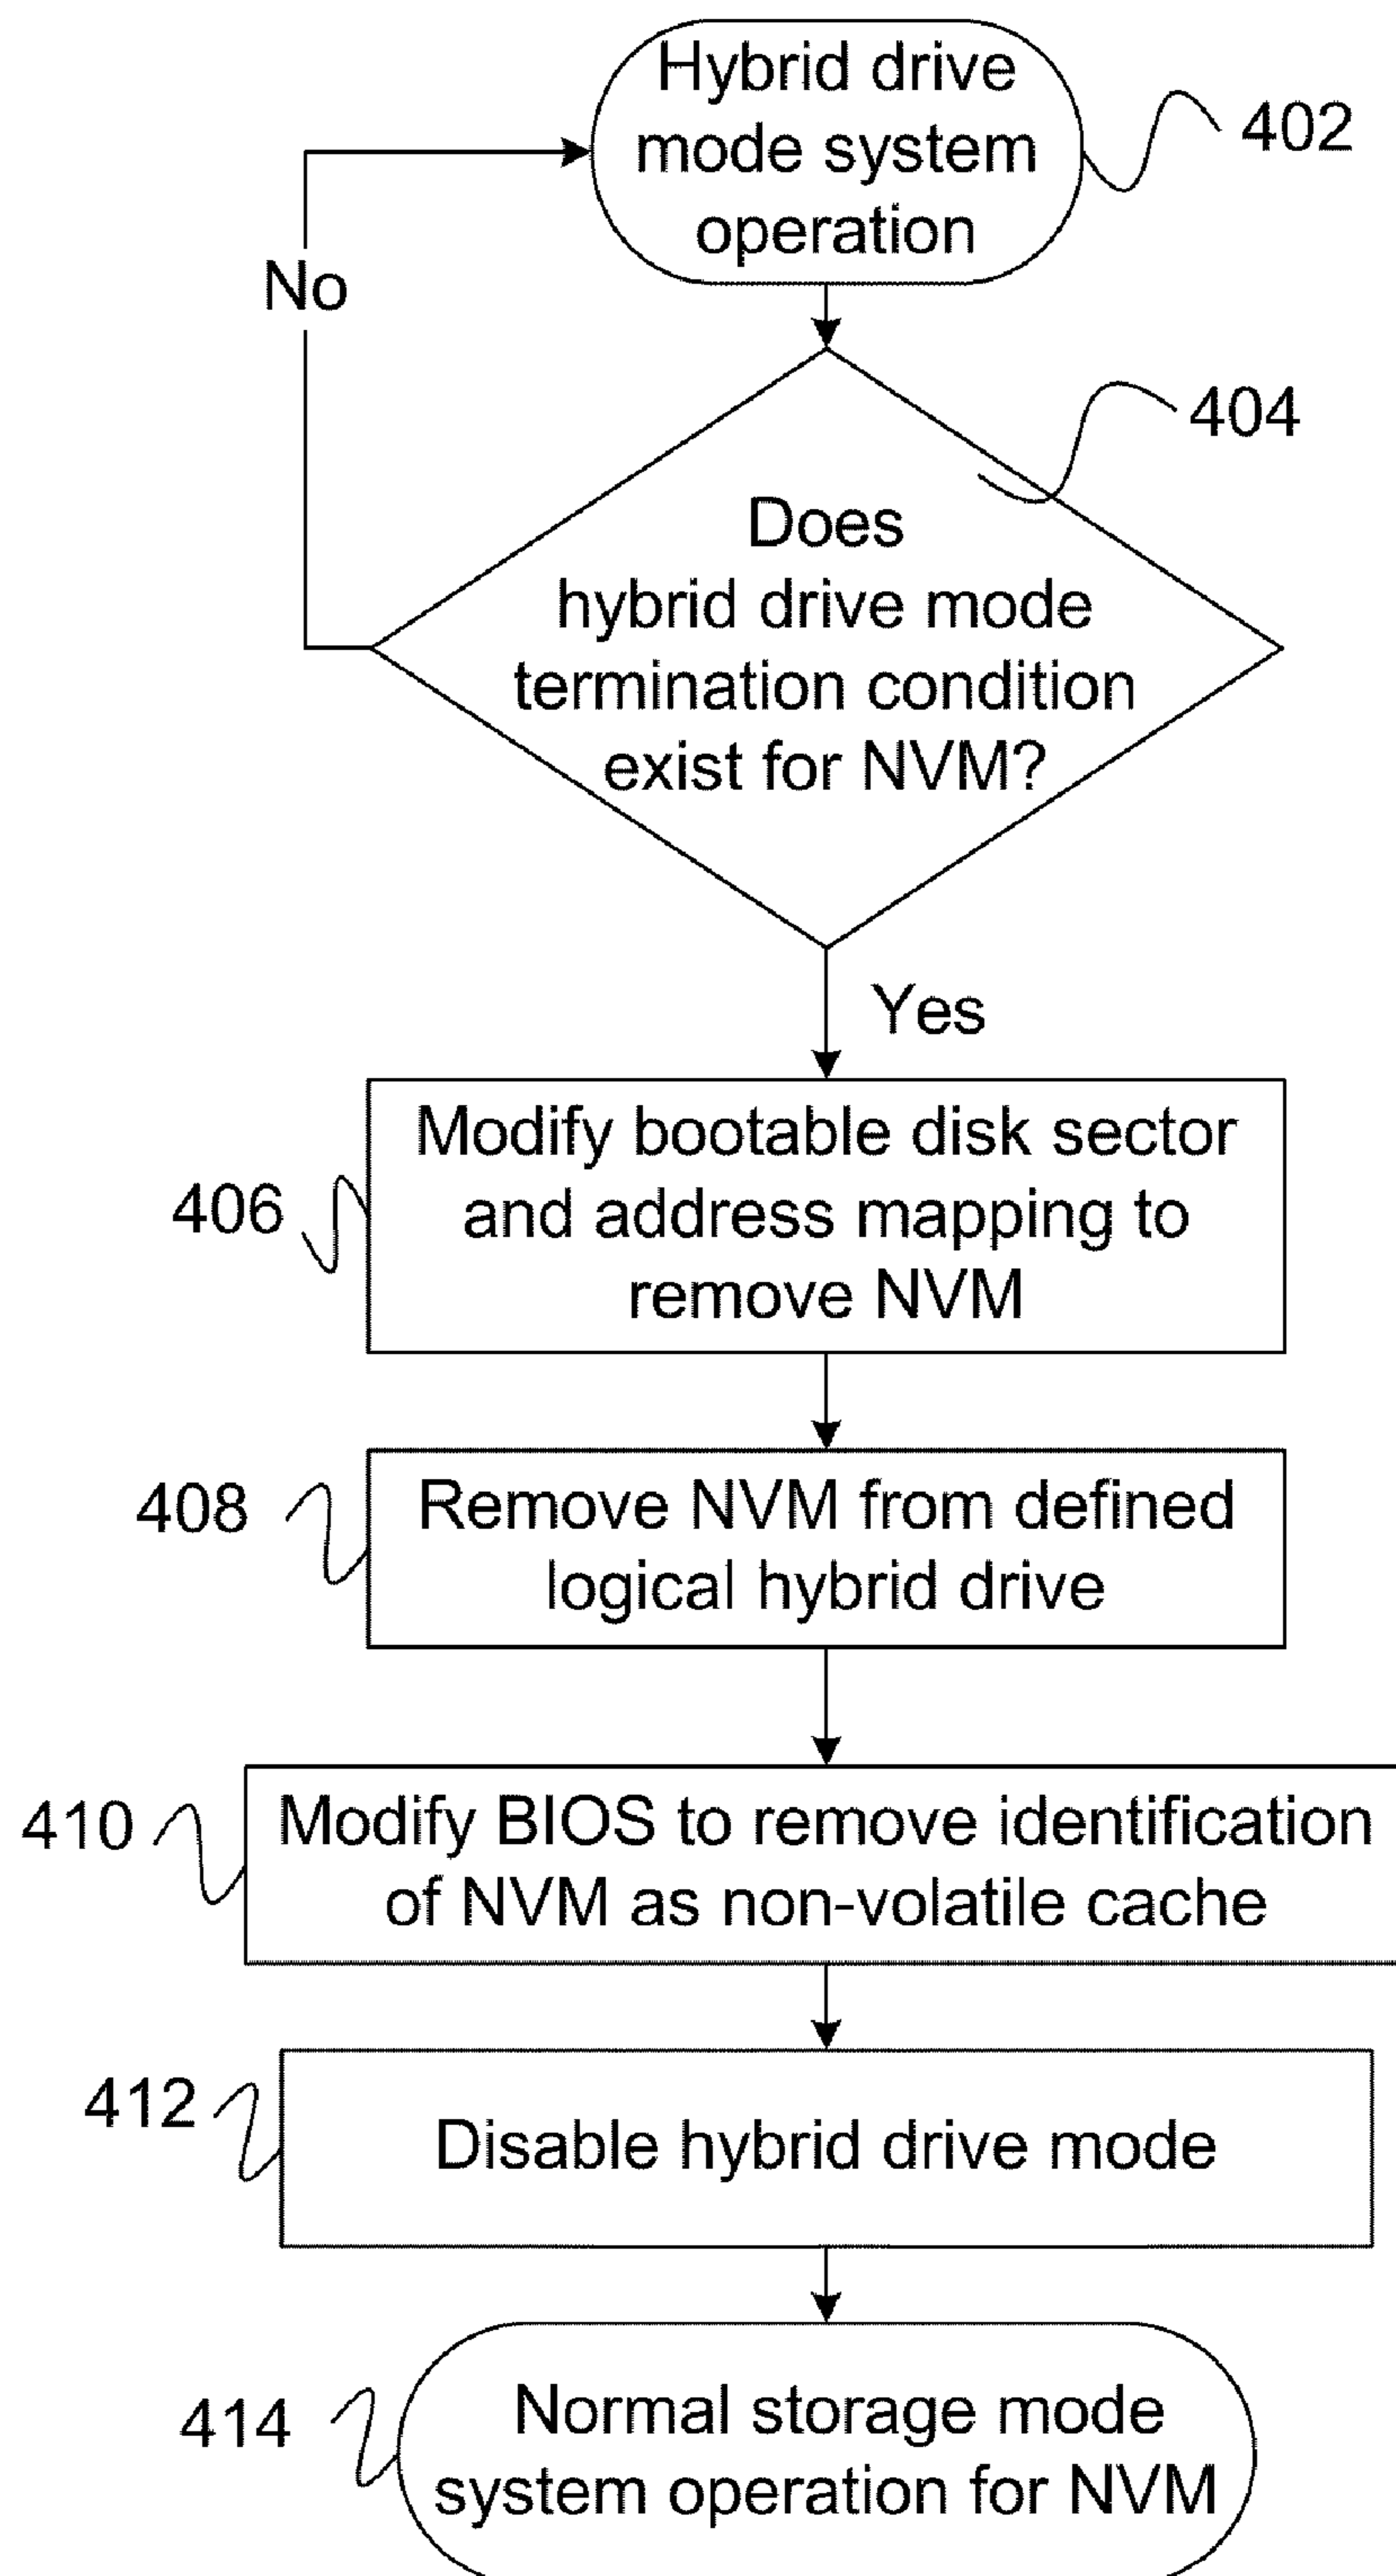 Hybrid drive
mode system
operation
402
No
404
Does
hybrid drive mode
termination condition
exist for NVM?
Yes
Modify bootable disk sector
and address mapping to
remove NVM
406
Remove NVM from defined
logical hybrid drive
408
Modify BIOS to remove identification
of NVM as non-volatile cache
410
Disable hybrid drive mode
412
Normal storage mode
system operation for NVM
414